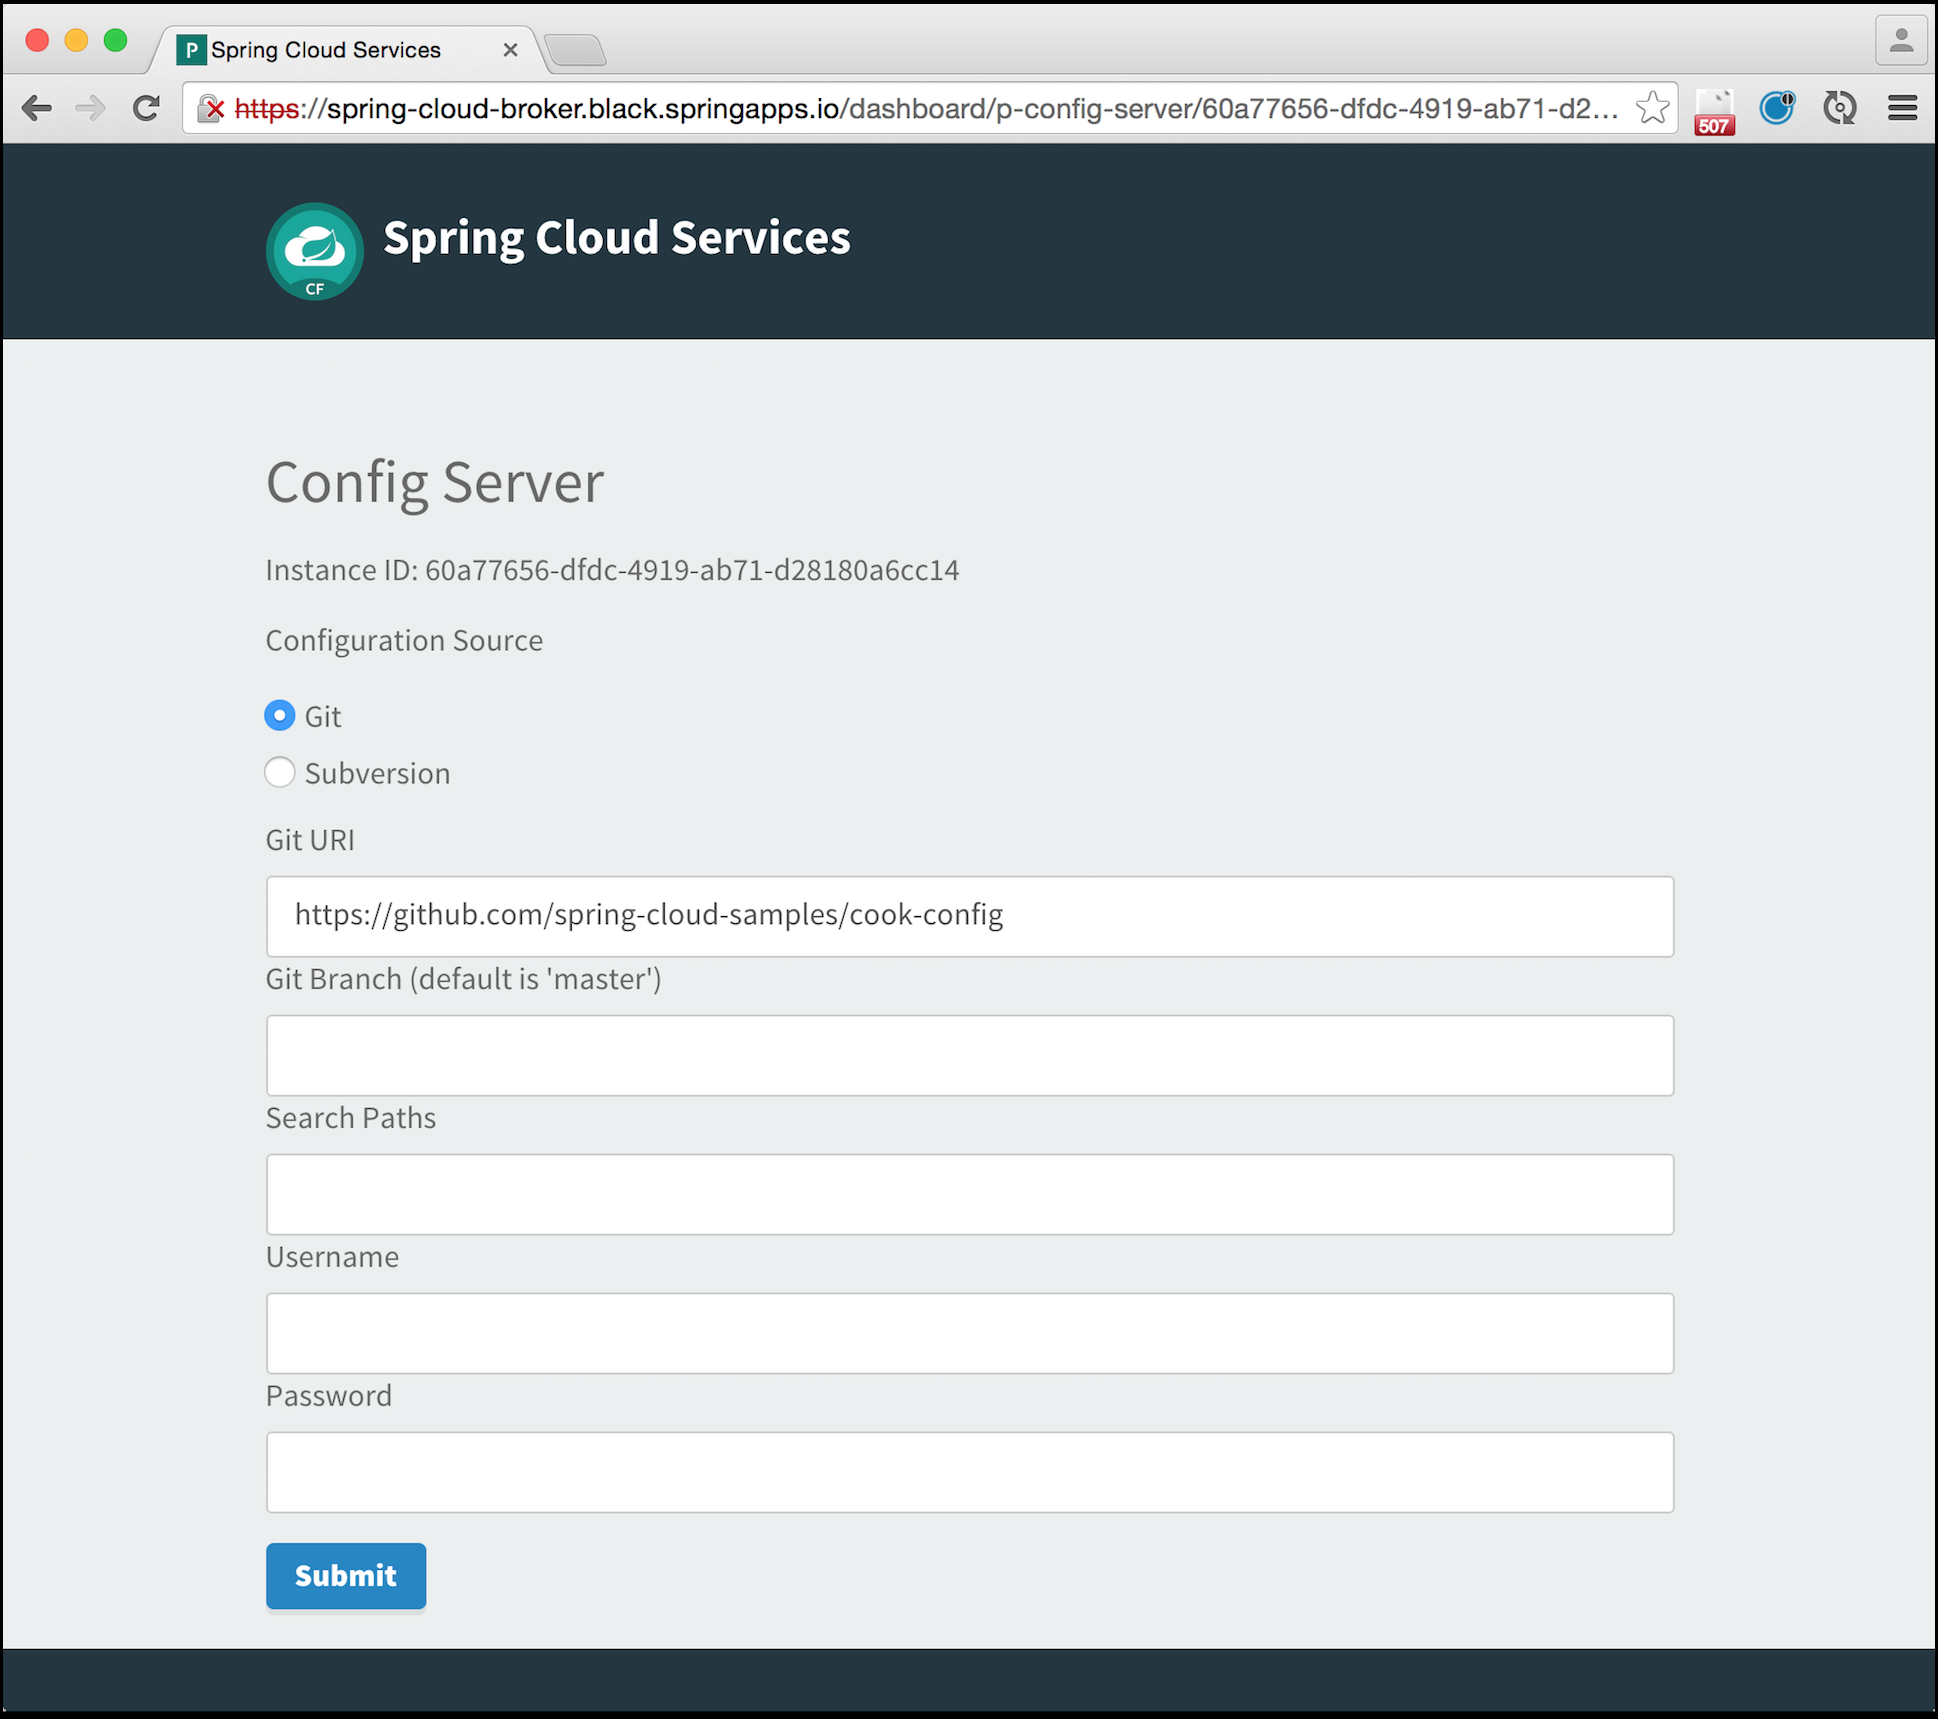 P Spring Cloud Services
https://spring-cloud-broker.black.springapps.io/dashboard/p-config-server/60a77656-dfdc-4919-ab71-d2...
507
Spring Cloud Services
CF
Config Server
Instance ID: 60a77656-dfdc-4919-ab71-d28180a6cc14
Configuration Source
Git
Subversion
Git URI
https://github.com/spring-cloud-samples/cook-config
Git Branch (default is 'master')
Search Paths
Username
Password
Submit